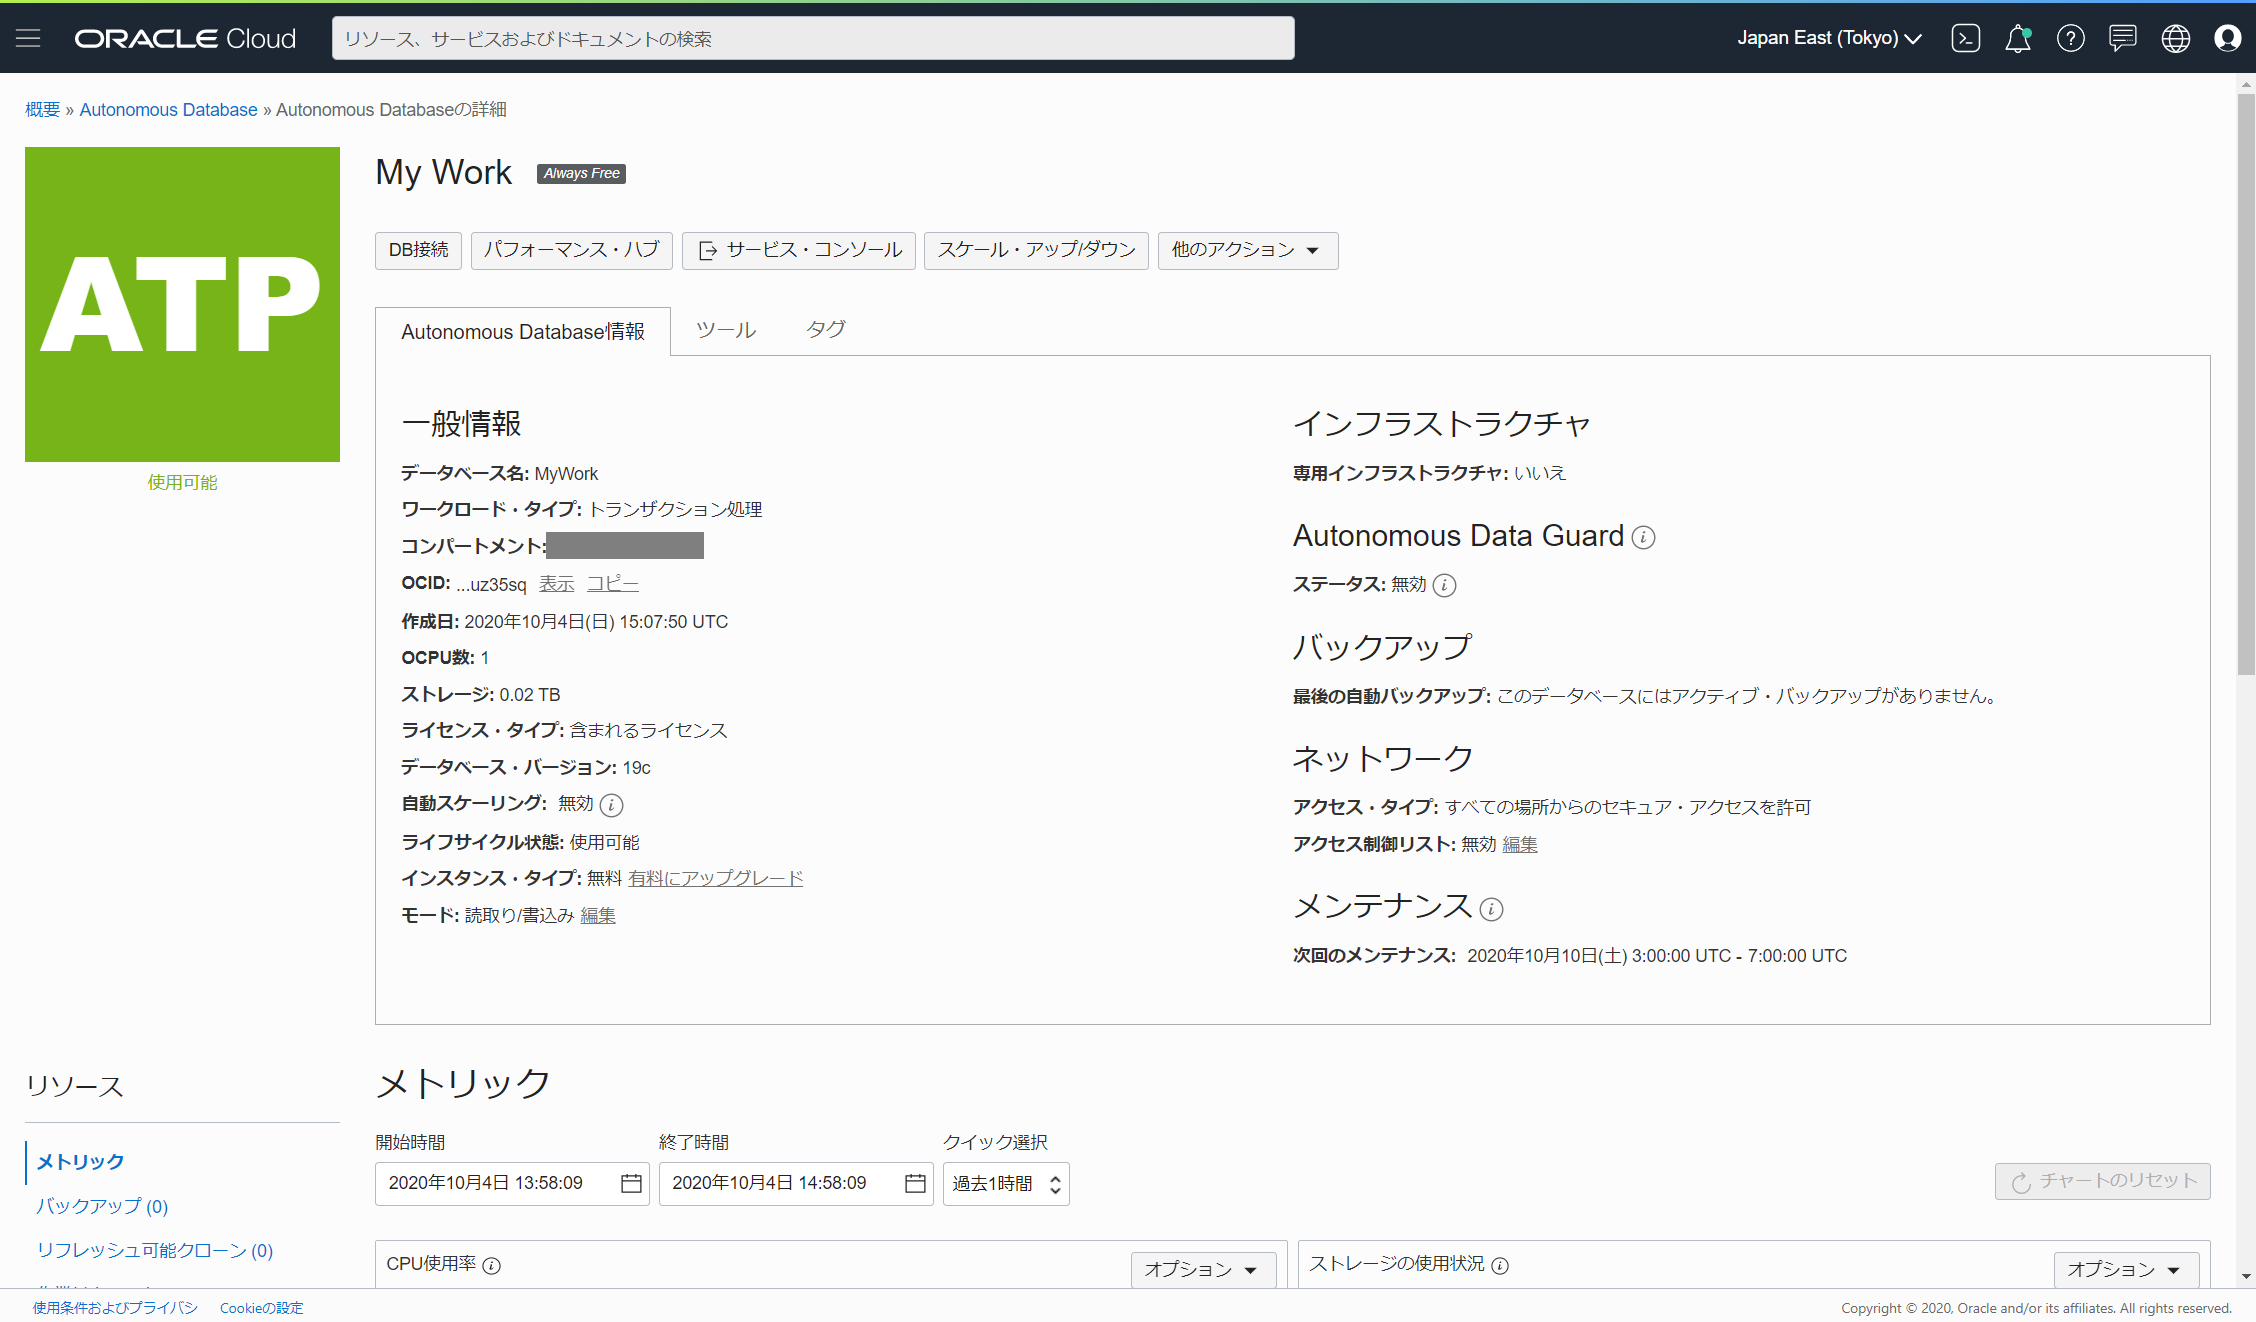 ORACLE Cloud
リソース、サービスおよびドキュメントの検索
Japan East (Tokyo)
概要 » Autonomous Database » Autonomous Databaseの詳細
ATP
使用可能
My Work
Always Free
DB接続
パフォーマンス・ハブ
サービス・コンソール
スケール・アップ/ダウン
他のアクション
Autonomous Database情報
ツール
タグ
一般情報
データベース名: MyWork
ワークロード・タイプ: トランザクション処理
コンパートメント:
OCID: ...uz35sq 表示 コピー
作成日: 2020年10月4日(日) 15:07:50 UTC
OCPU数: 1
ストレージ: 0.02 TB
ライセンス・タイプ: 含まれるライセンス
データベース・バージョン: 19c
自動スケーリング: 無効
ライフサイクル状態: 使用可能
インスタンス・タイプ: 無料 有料にアップグレード
モード: 読取り/書込み 編集
インフラストラクチャ
専用インフラストラクチャ: いいえ
Autonomous Data Guard
ステータス: 無効
バックアップ
最後の自動バックアップ: このデータベースにはアクティブ・バックアップがありません。
ネットワーク
アクセス・タイプ: すべての場所からのセキュア・アクセスを許可
アクセス制御リスト: 無効 編集
メンテナンス
次回のメンテナンス: 2020年10月10日(土) 3:00:00 UTC - 7:00:00 UTC
リソース
メトリック
バックアップ (0)
リフレッシュ可能クローン (0)
メトリック
開始時間
2020年10月4日 13:58:09
終了時間
2020年10月4日 14:58:09
クイック選択
過去1時間
チャートのリセット
CPU使用率
オプション
ストレージの使用状況
オプション
使用条件およびプライバシ
Cookieの設定
Copyright © 2020, Oracle and/or its affiliates. All rights reserved.